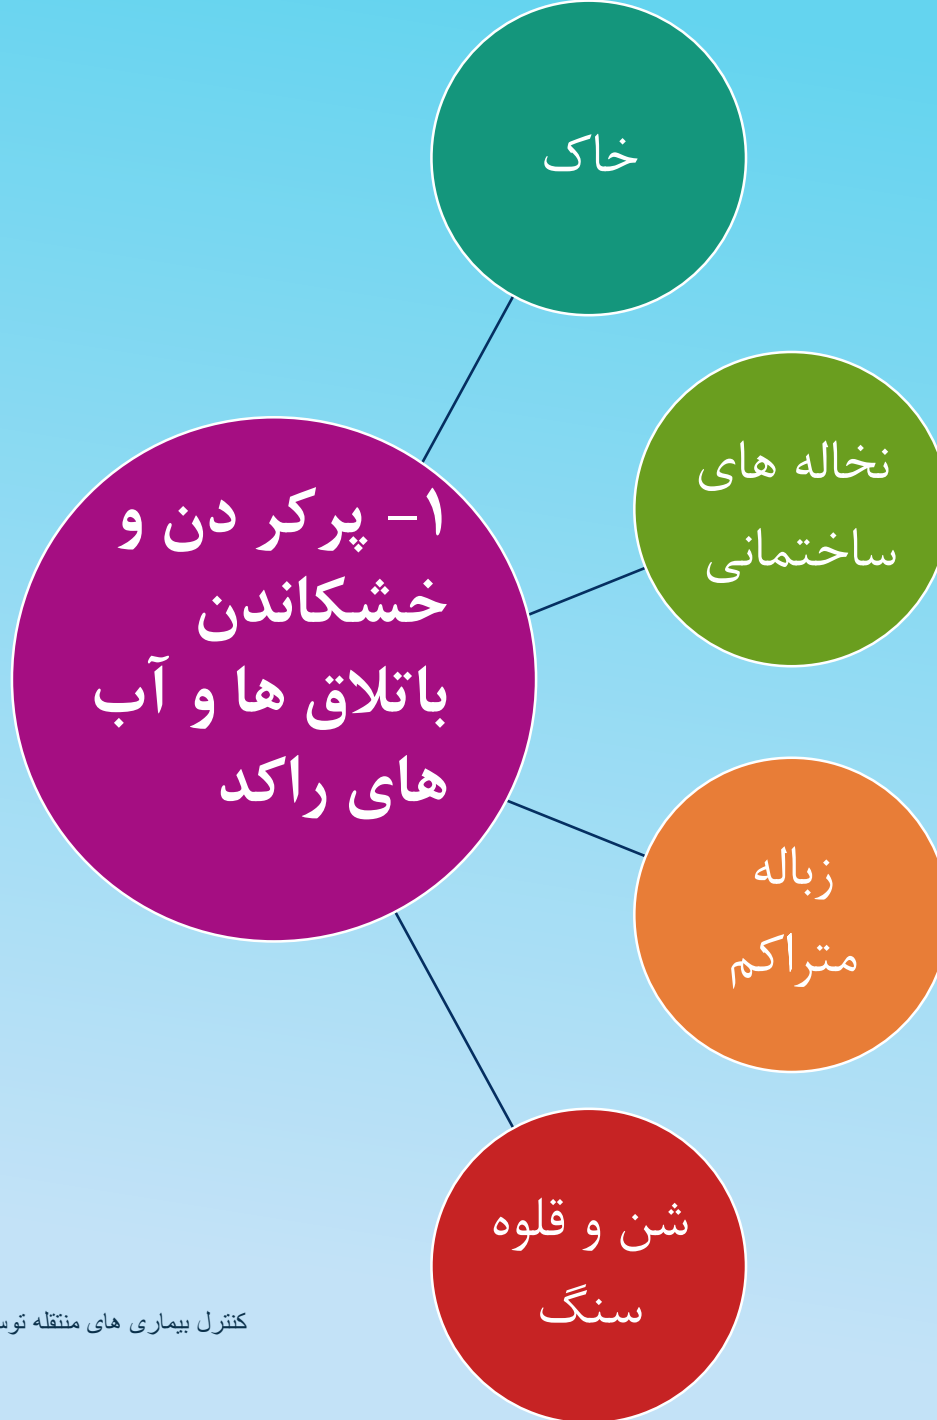 خاک
نخاله های
ساختمانی
۱- پرکر دن و
خشکاندن
باتلاق ها و آب
های راکد
زباله
متراکم
شن و قلوه
سنگ
کنترل بیماری های منتقله